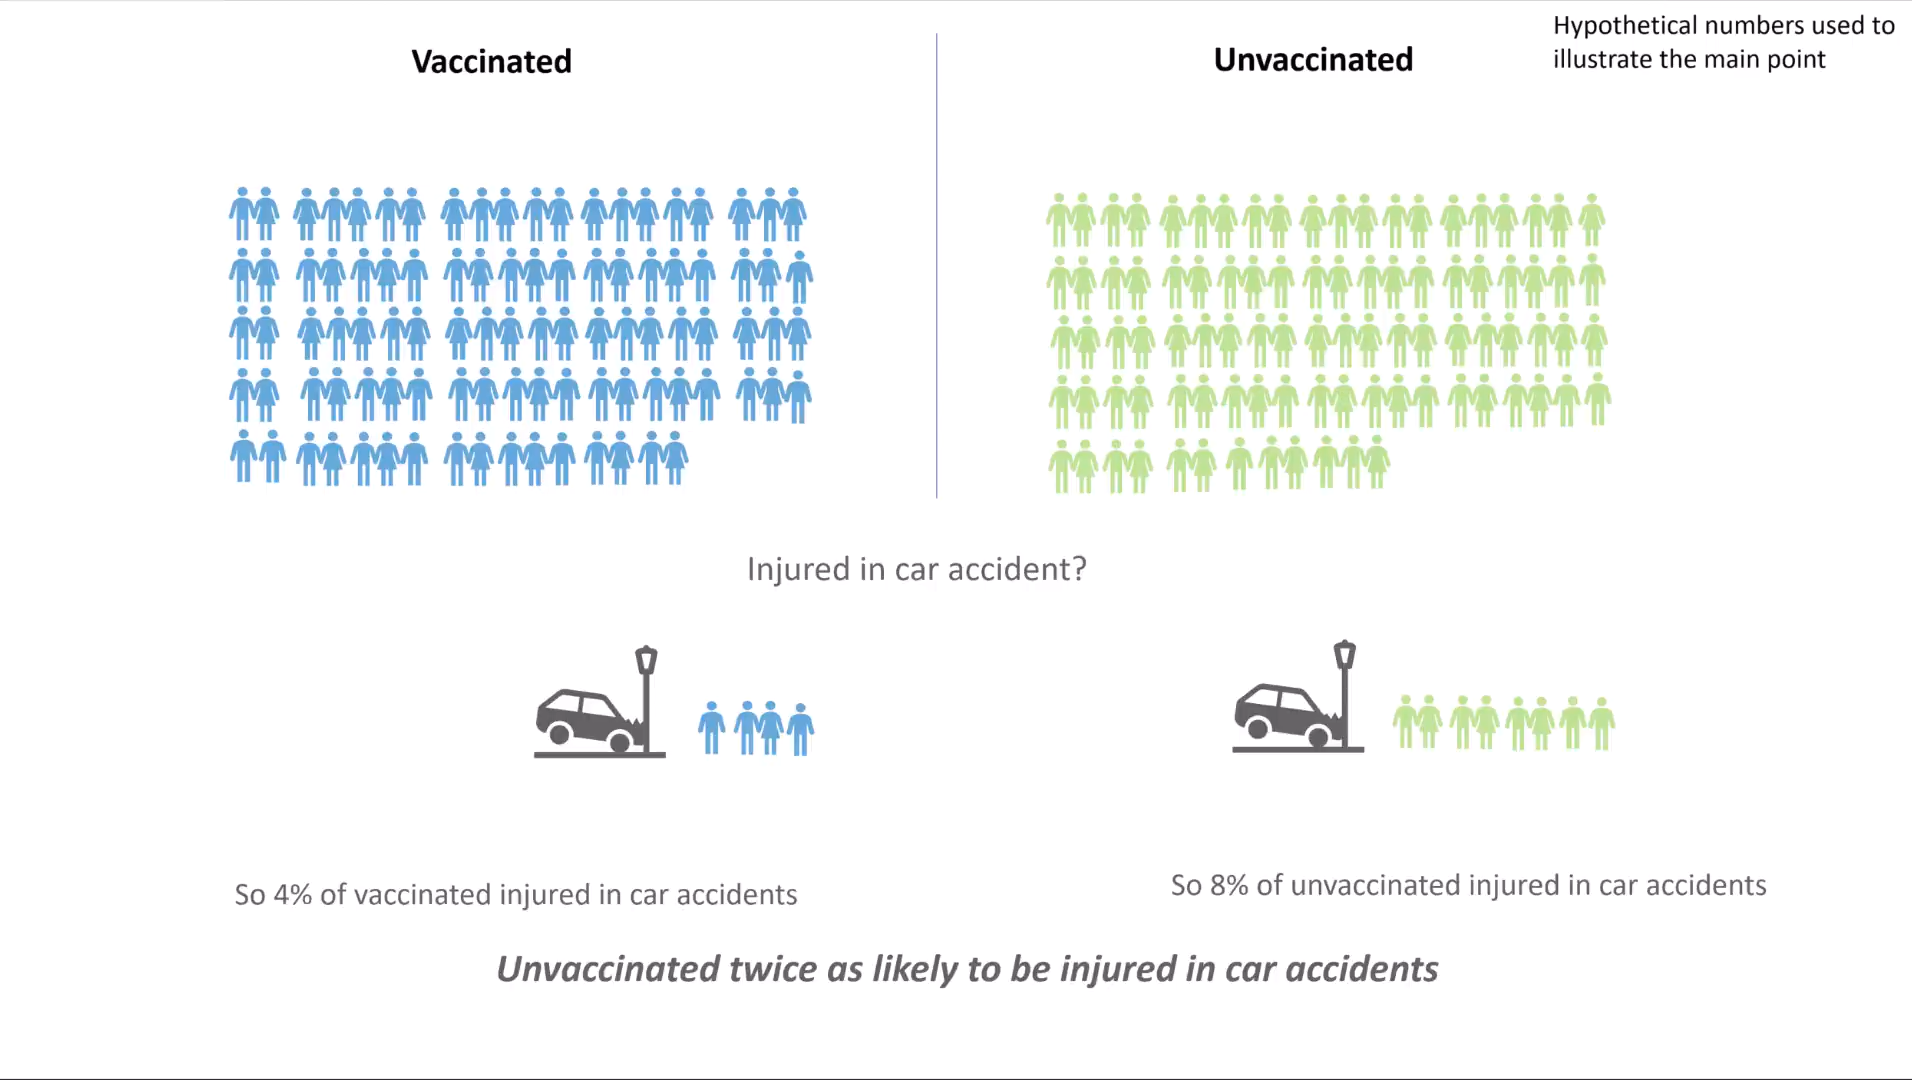 Vaccinated
Unvaccinated
Hypothetical numbers used to
illustrate the main point
Injured in car accident?
So 4% of vaccinated injured in car accidents
So 8% of unvaccinated injured in car accidents
Unvaccinated twice as likely to be injured in car accidents